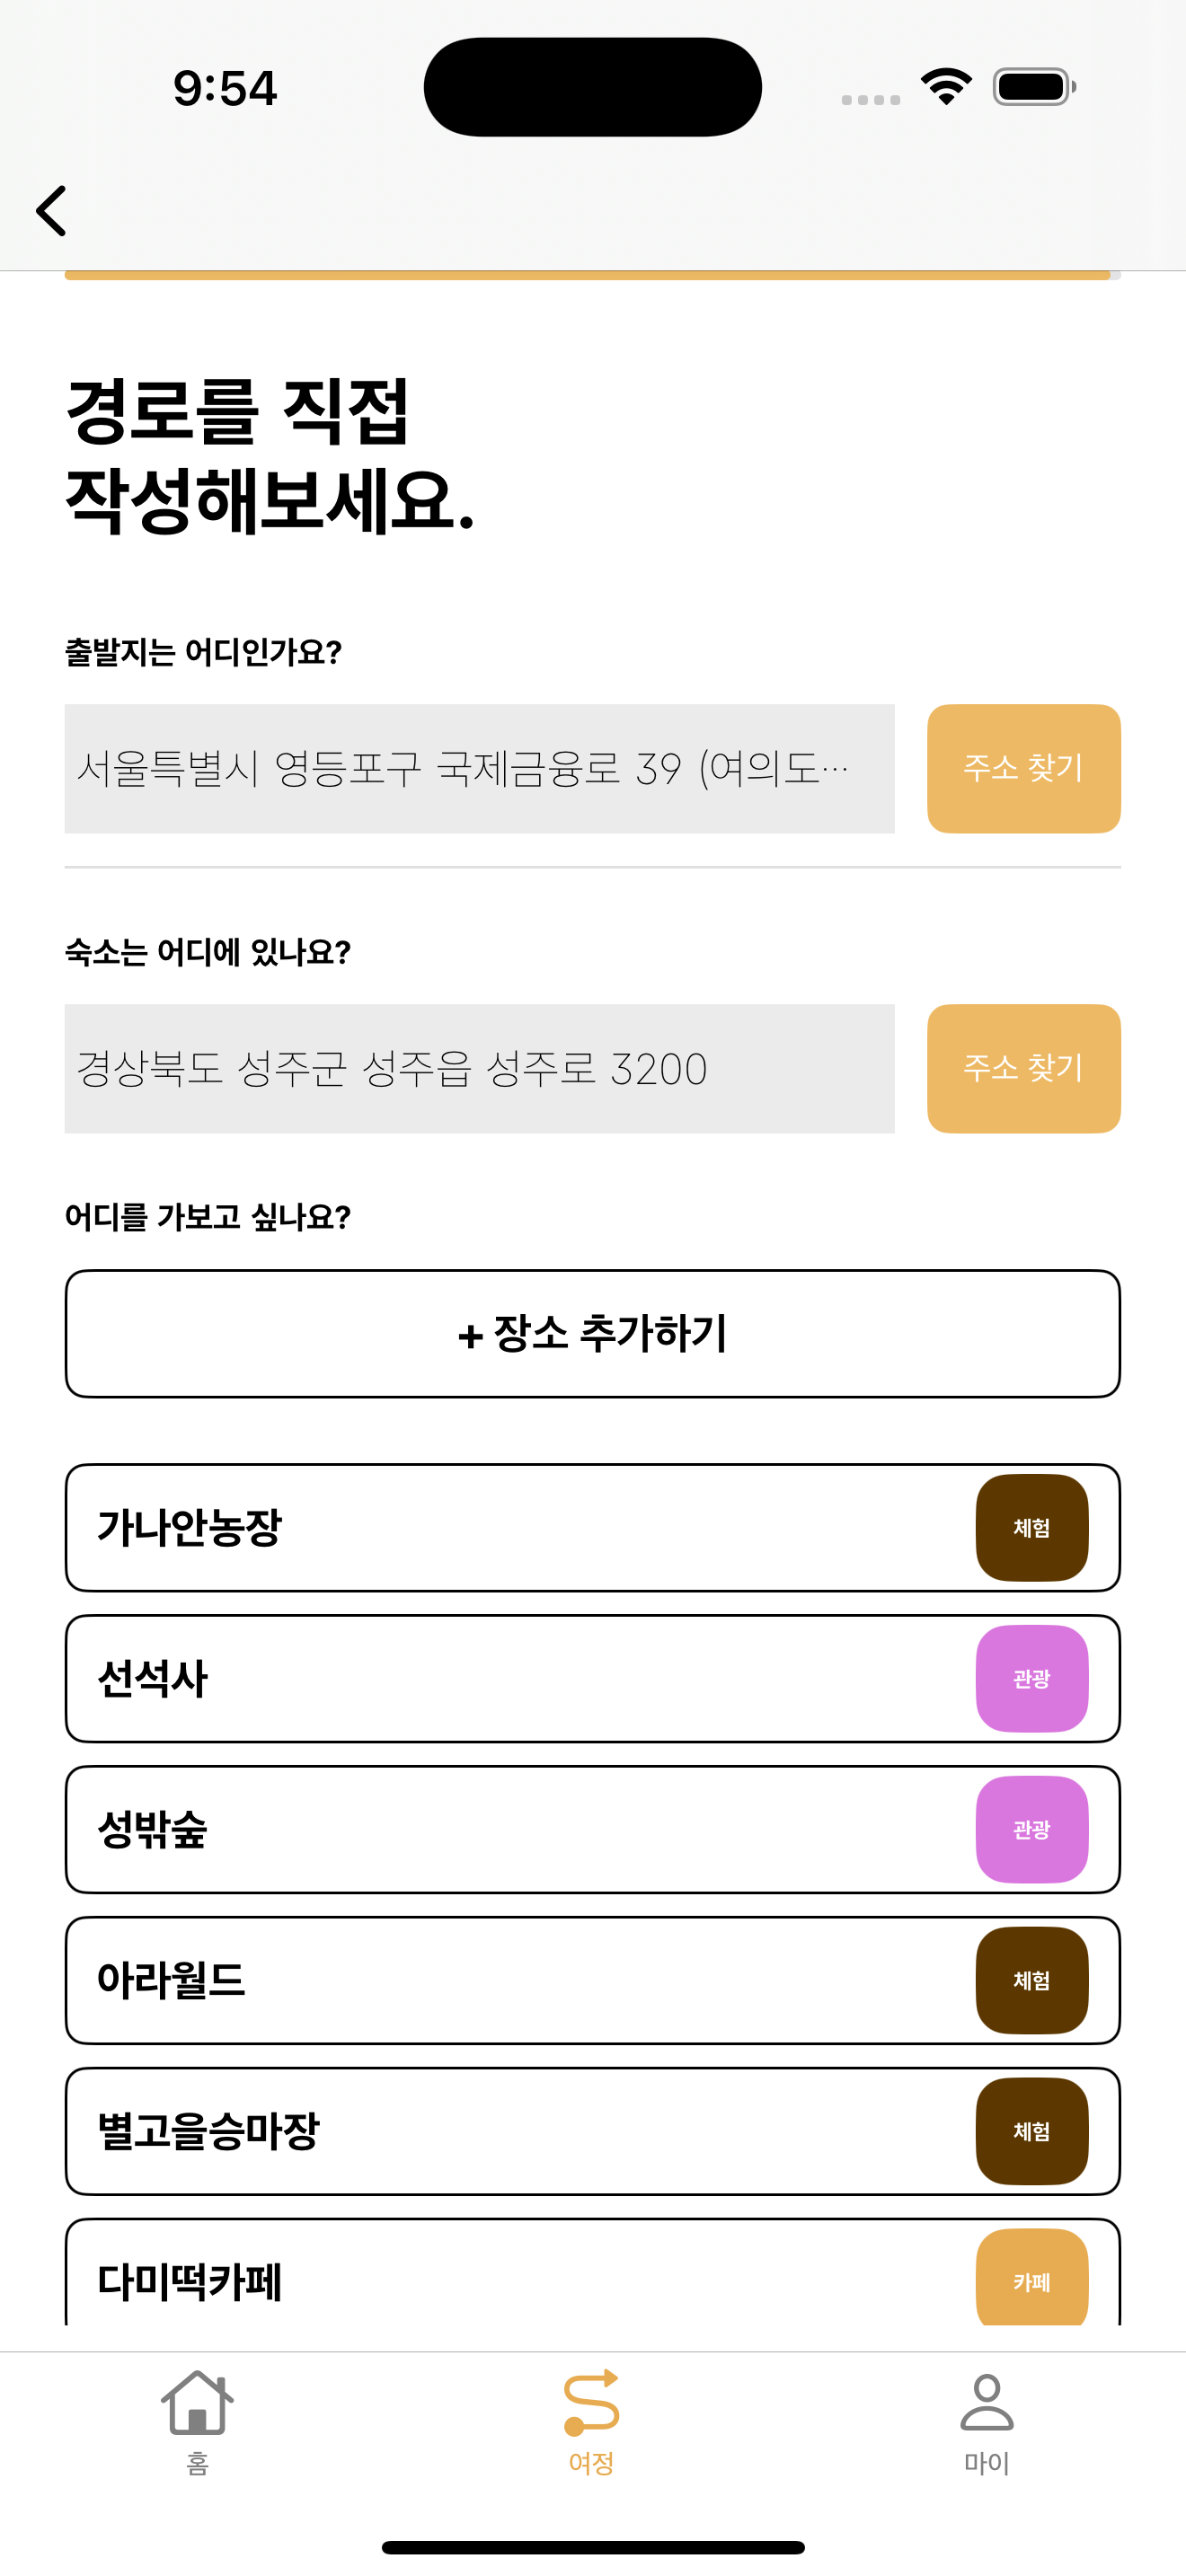 9:54
경로를 직접
작성해보세요.
출발지는 어디인가요?
서울특별시 영등포구 국제금융로 39 (여의도…
주소 찾기
숙소는 어디에 있나요?
경상북도 성주군 성주읍 성주로 3200
주소 찾기
어디를 가보고 싶나요?
+ 장소 추가하기
가나안농장
체험
선석사
관광
성밖숲
관광
아라월드
체험
별고을승마장
체험
다미떡카페
카페
홈
여정
마이